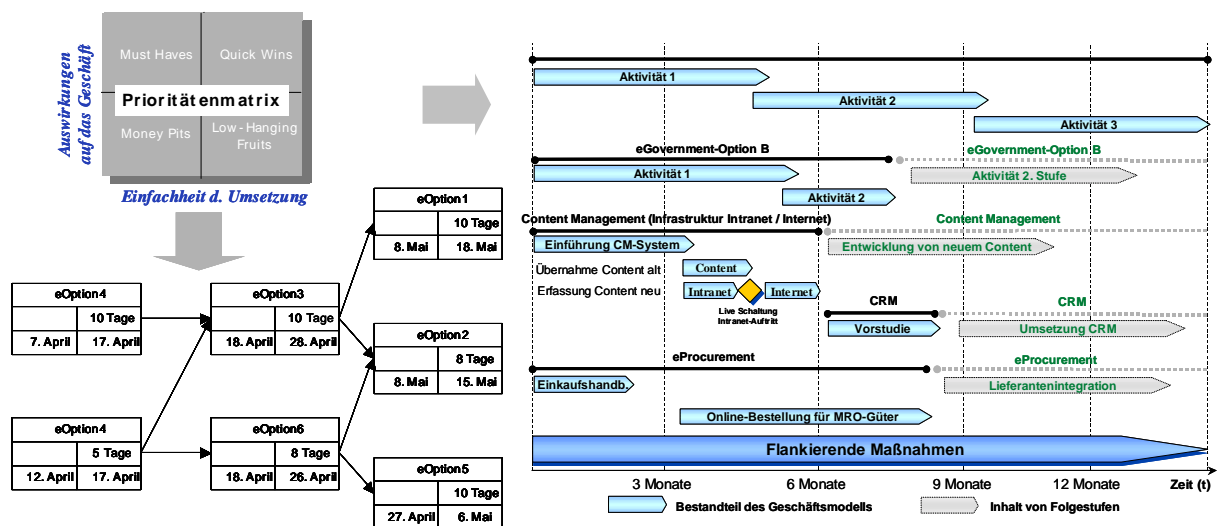 Auswirkungen
auf das Geschäft
Must Haves
Quick Wins
Prioritätenmatrix
Money Pits
Low-Hanging
Fruits
Einfachheit d. Umsetzung
eOption4
10 Tage
7. April 17. April
eOption4
5 Tage
12. April 17. April
eOption3
10 Tage
18. April 28. April
eOption6
8 Tage
18. April 26. April
eOption1
10 Tage
8. Mai 18. Mai
eOption2
8 Tage
8. Mai 15. Mai
eOption5
10 Tage
27. April 6. Mai
Aktivität 1
Aktivität 2
Aktivität 3
eGovernment-Option B
eGovernment-Option B
Aktivität 1
Aktivität 2. Stufe
Aktivität 2
Content Management (Infrastruktur Intranet / Internet)
Content Management
Einführung CM-System
Entwicklung von neuem Content
Übernahme Content alt
Content
Erfassung Content neu
Intranet
Internet
Live Schaltung
Intranet-Auftritt
CRM
CRM
Vorstudie
Umsetzung CRM
eProcurement
eProcurement
Einkaufshandb.
Lieferantenintegration
Online-Bestellung für MRO-Güter
Flankierende Maßnahmen
3 Monate
6 Monate
9 Monate
12 Monate
Zeit (t)
Bestandteil des Geschäftsmodells
Inhalt von Folgestufen